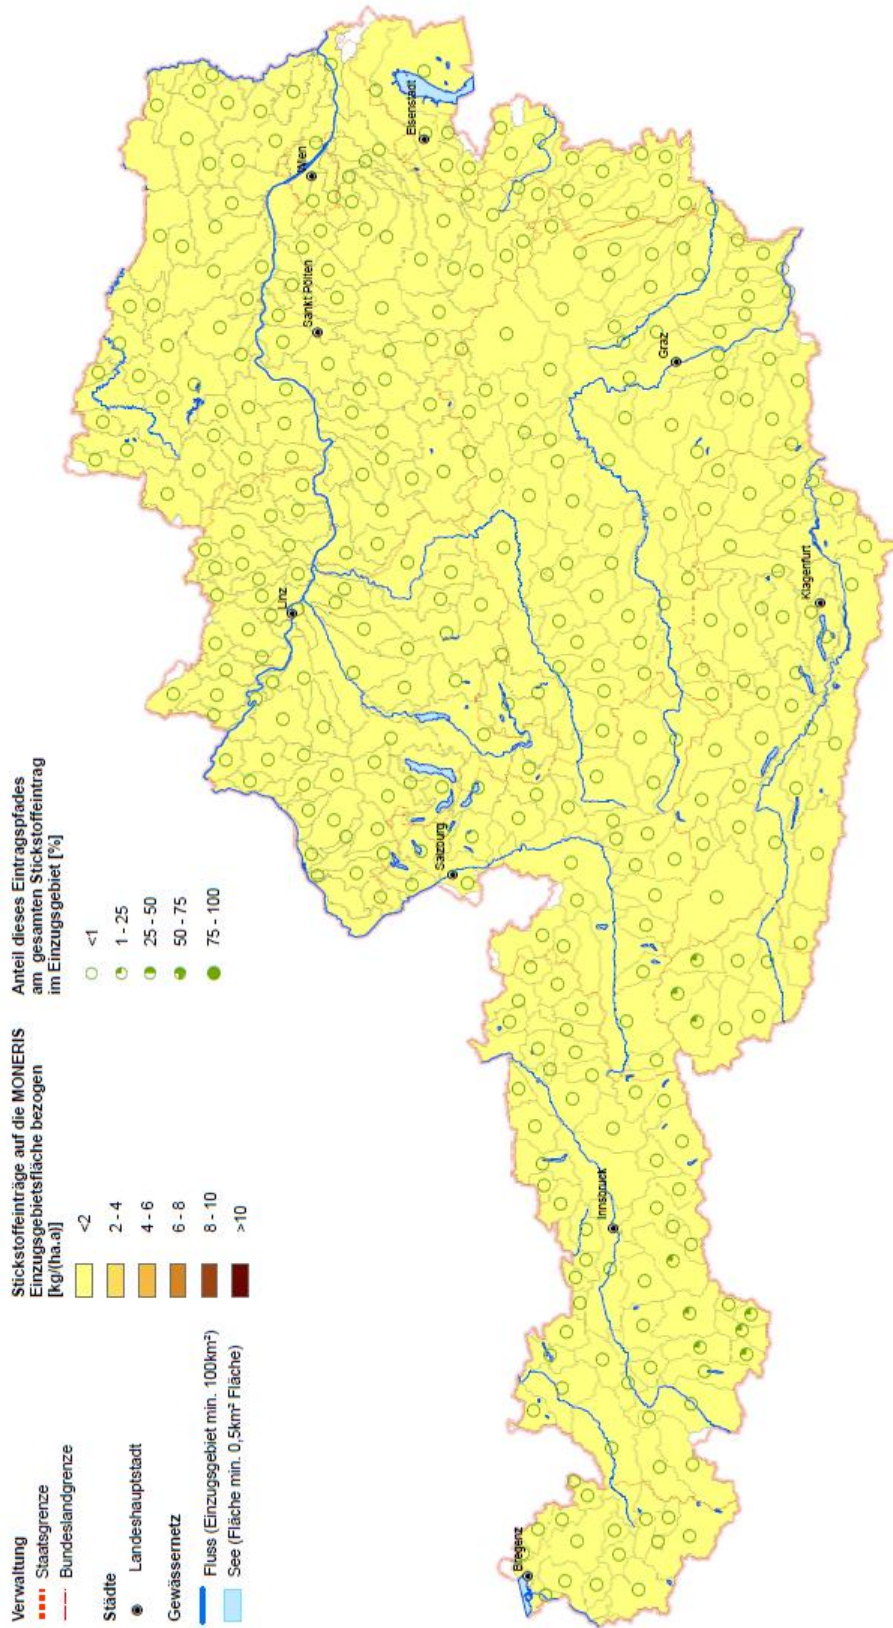 Verwaltung
Staatsgrenze
Bundeslandgrenze
Städte
Landeshauptstadt
Gewässernetz
Fluss (Einzugsgebiet min. 100km²)
See (Fläche min. 0,5km² Fläche)
Stickstoffeinträge auf die MONERIS
Einzugsgebietsfläche bezogen
[kg/(ha.a)]
<2
2 - 4
4 - 6
6 - 8
8 - 10
>10
Anteil dieses Eintragspfades
am gesamten Stickstoffeintrag
im Einzugsgebiet [%]
<1
1 - 25
25 - 50
50 - 75
75 - 100
Bregenz
Innsbruck
Salzburg
Linz
Sankt Pölten
Wien
Eisenstadt
Graz
Klagenfurt